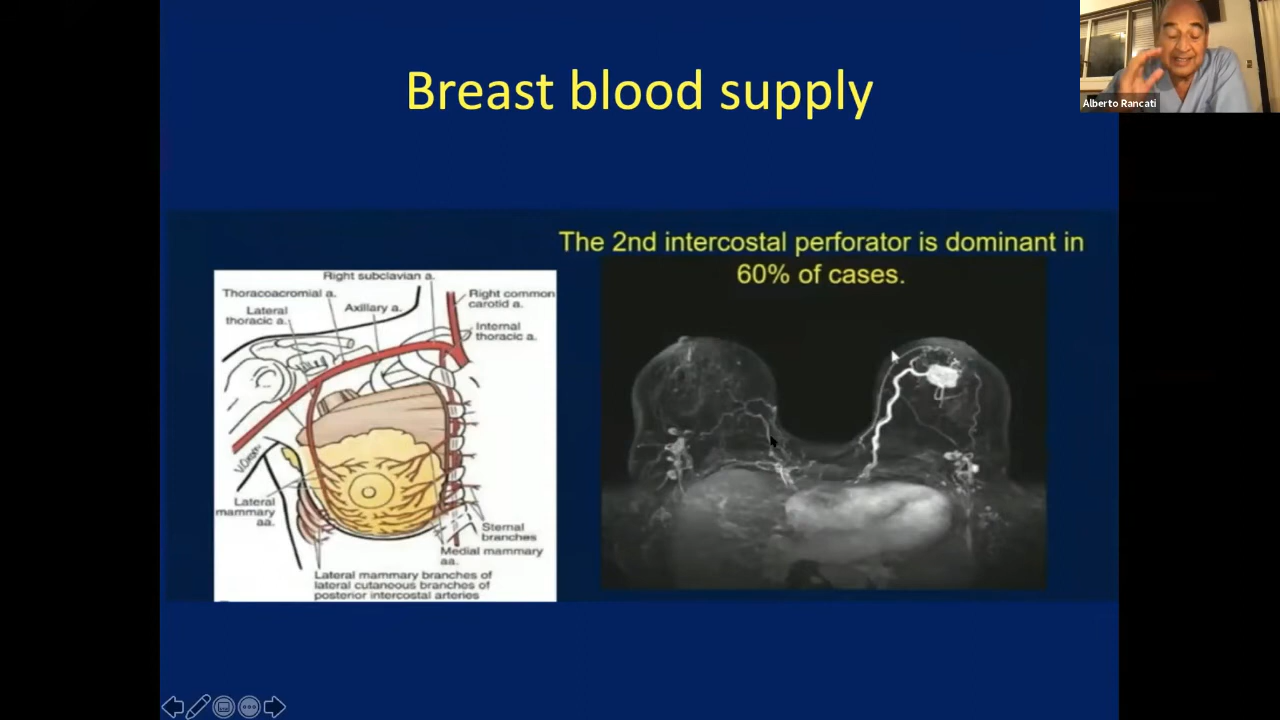 Breast blood supply
Alberto Rancati
The 2nd intercostal perforator is dominant in
60% of cases.
Right subclavian a.
Thoracoacromial a.
Right common
carotid a.
Lateral
thoracic a.
Axillary a.
Internal
thoracic a.
Lateral
mammary
aa.
Sternal
branches
Medial mammary
aa.
Lateral mammary branches of
lateral cutaneous branches of
posterior intercostal arteries